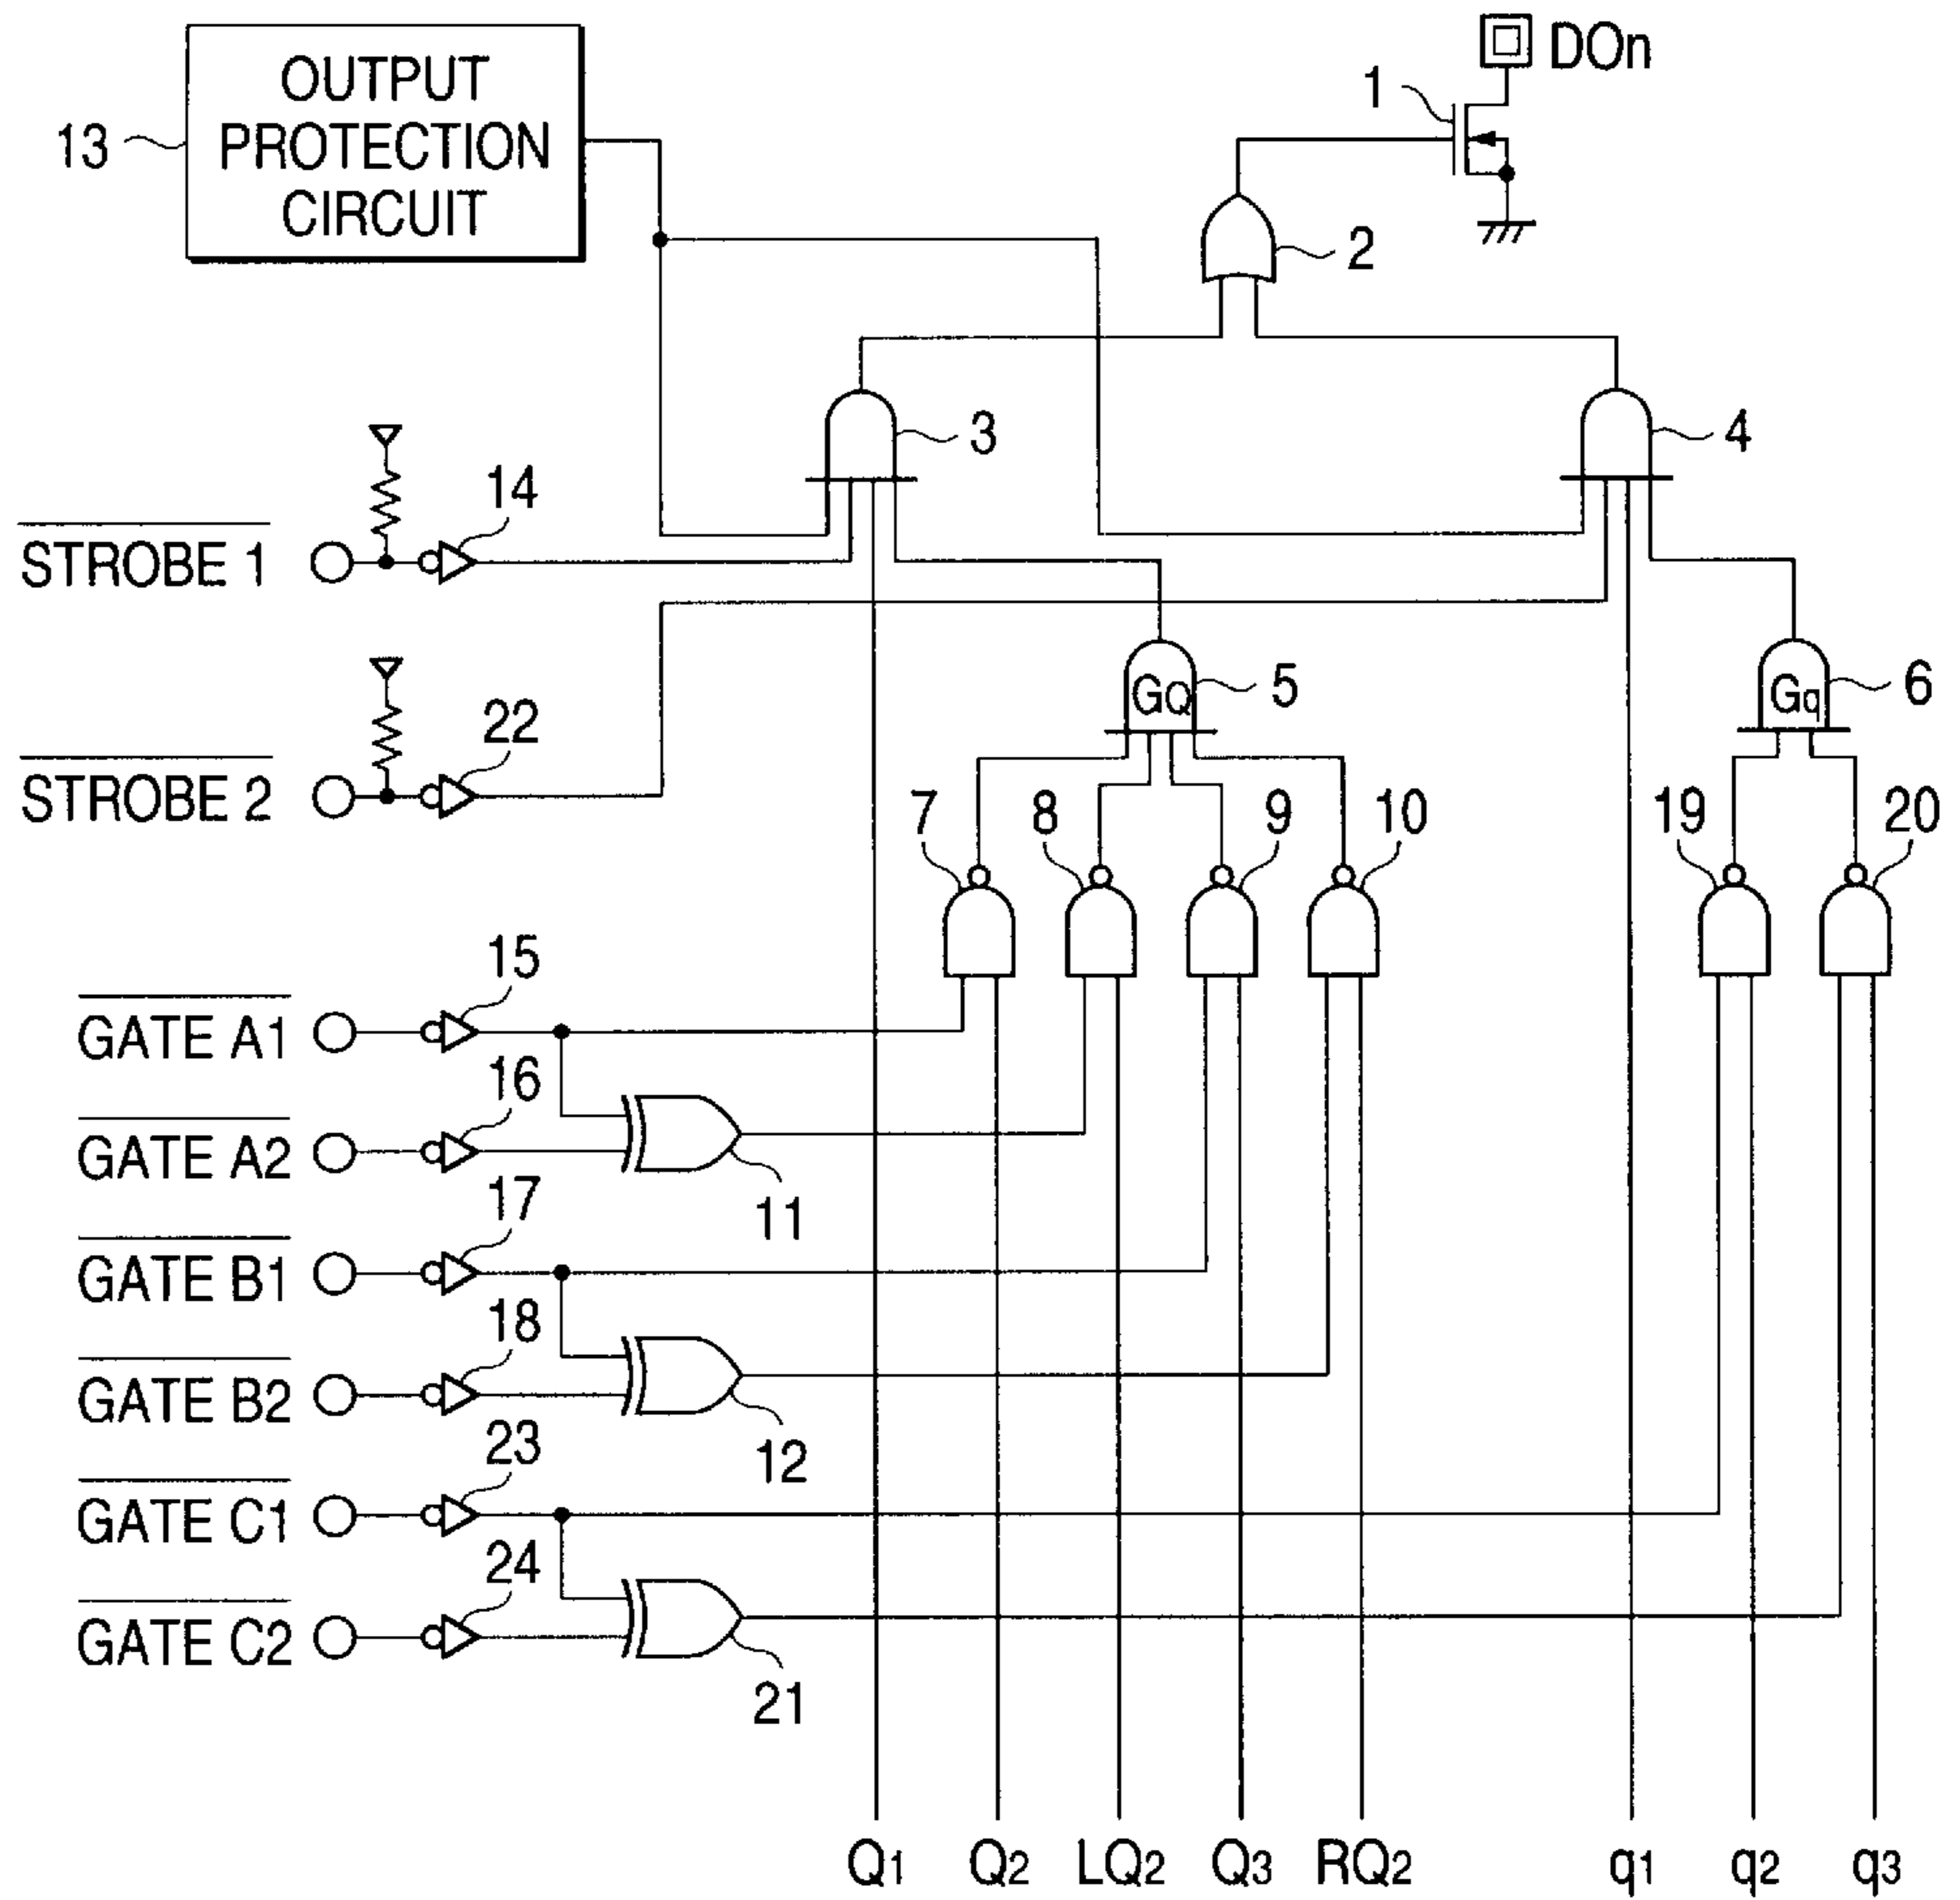 DOn
1
OUTPUT
PROTECTION
CIRCUIT
13
2
3
4
14
STROBE 1
GQ
5
Gq
6
22
STROBE 2
7
8
9
10
19
20
15
GATE A1
16
GATE A2
11
17
GATE B1
18
GATE B2
12
23
GATE C1
24
GATE C2
21
Q1
Q2
LQ2
Q3
RQ2
q1
q2
q3